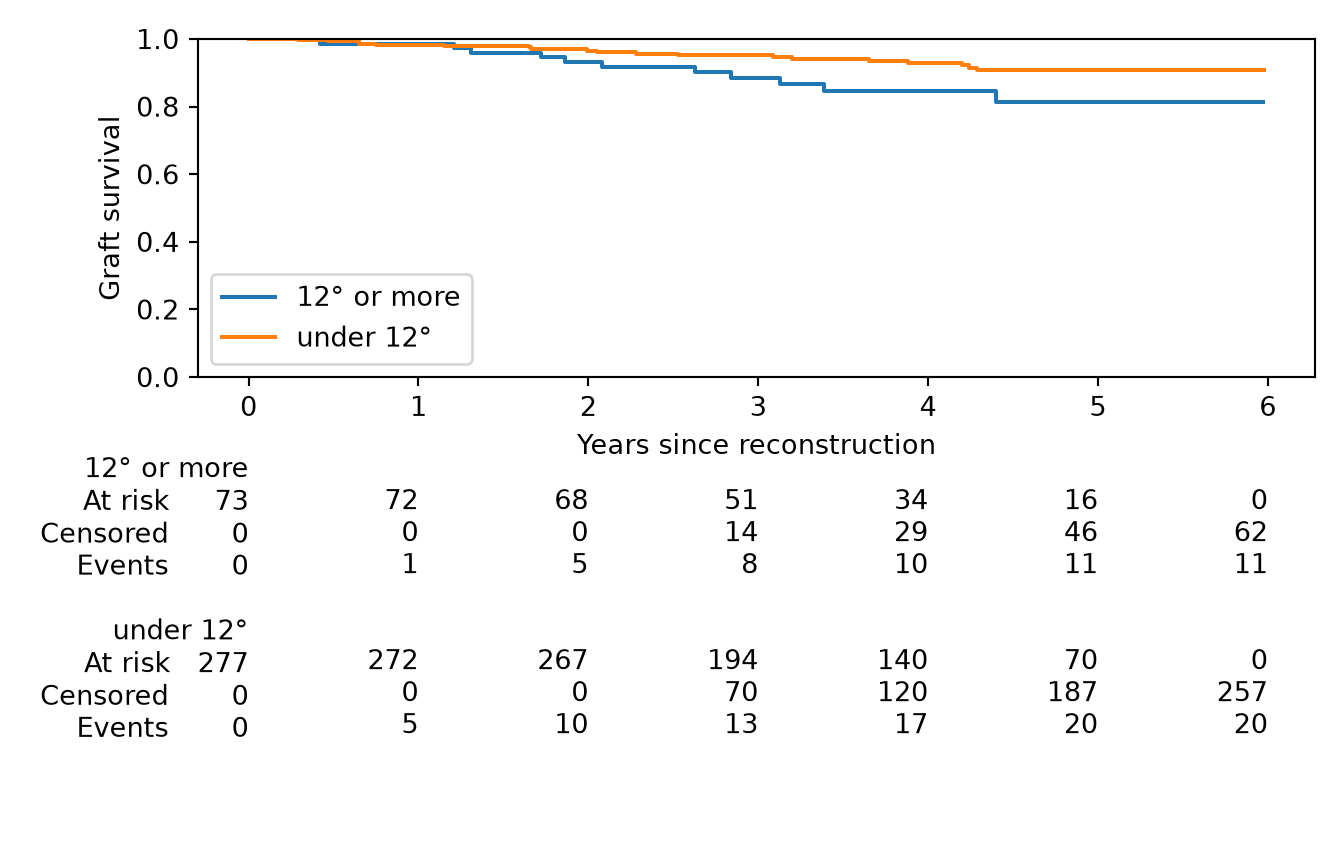 1.0
0.8
0.6
0.4
0.2
0.0
Graft survival
12° or more
under 12°
0 1 2 3 4 5 6
Years since reconstruction
12° or more
At risk 73 72 68 51 34 16 0
Censored 0 0 0 14 29 46 62
Events 0 1 5 8 10 11 11
under 12°
At risk 277 272 267 194 140 70 0
Censored 0 0 0 70 120 187 257
Events 0 5 10 13 17 20 20